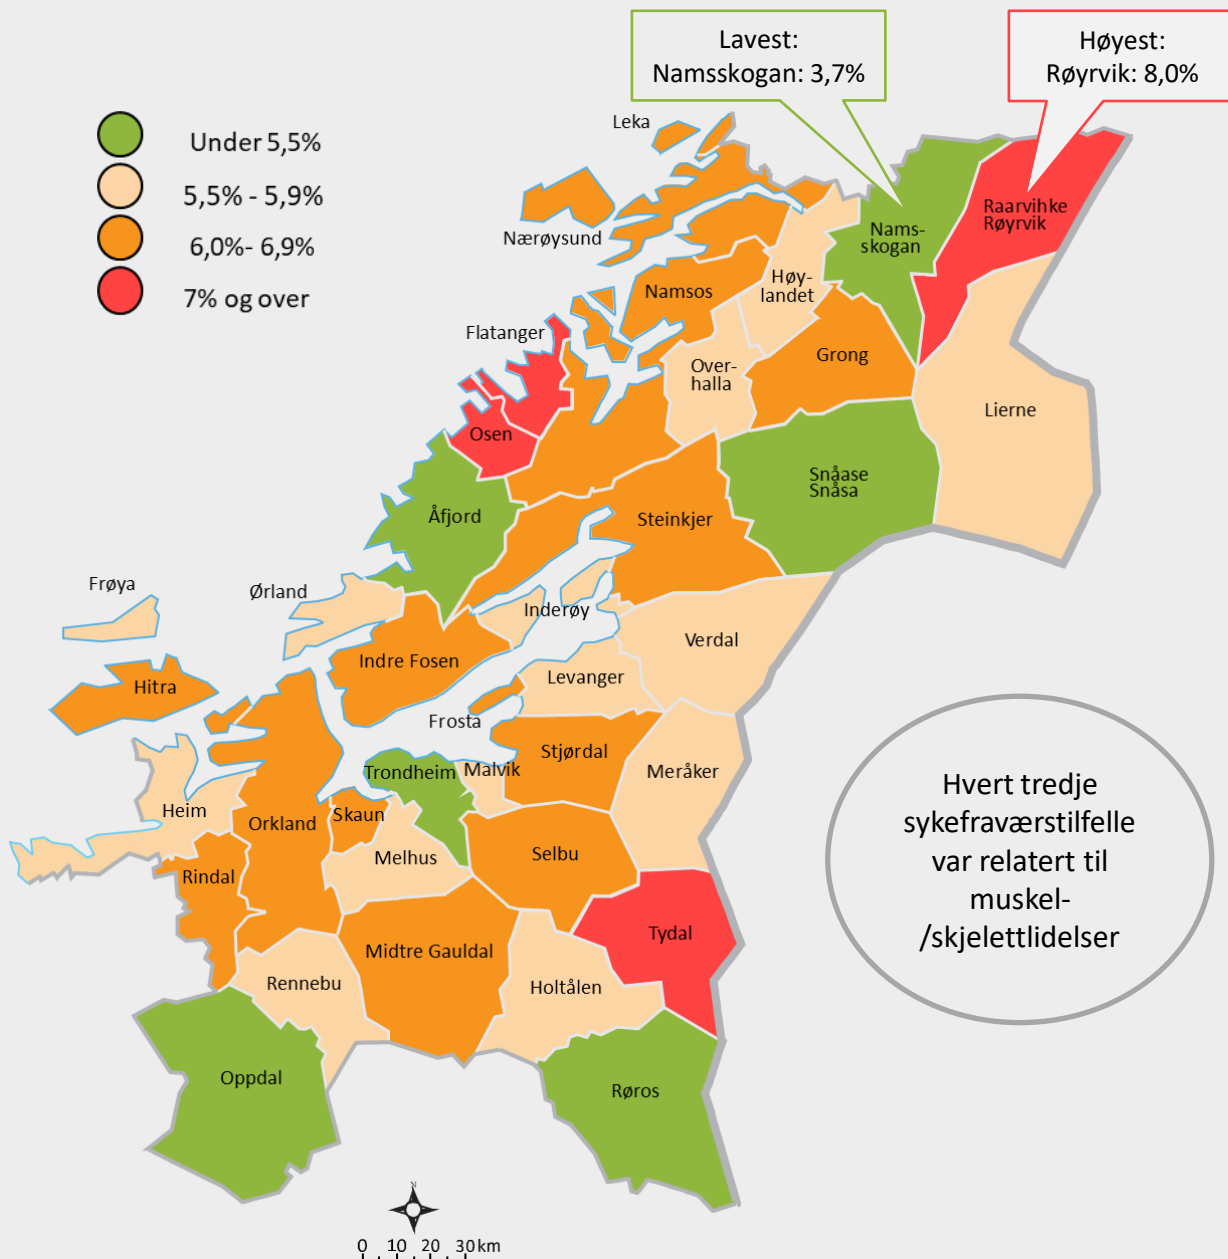 Lavest:
Namsskogan: 3,7%
Høyest:
Røyrvik: 8,0%
Under 5,5%
5,5% - 5,9%
6,0%- 6,9%
7% og over
Leka
Nærøysund
Namsos
Høy-
landet
Nams-
skogan
Raarvihke
Røyrvik
Flatanger
Over-
halla
Grong
Lierne
Osen
Snåase
Snåsa
Åfjord
Steinkjer
Frøya
Ørland
Inderøy
Verdal
Indre Fosen
Levanger
Hitra
Frosta
Stjørdal
Trondheim
Malvik
Meråker
Heim
Orkland
Skaun
Melhus
Selbu
Rindal
Tydal
Midtre Gauldal
Rennebu
Holtålen
Oppdal
Røros
Hvert tredje
sykefraværstilfelle
var relatert til
muskel-
/skjelettlidelser
N
0 10 20 30 km